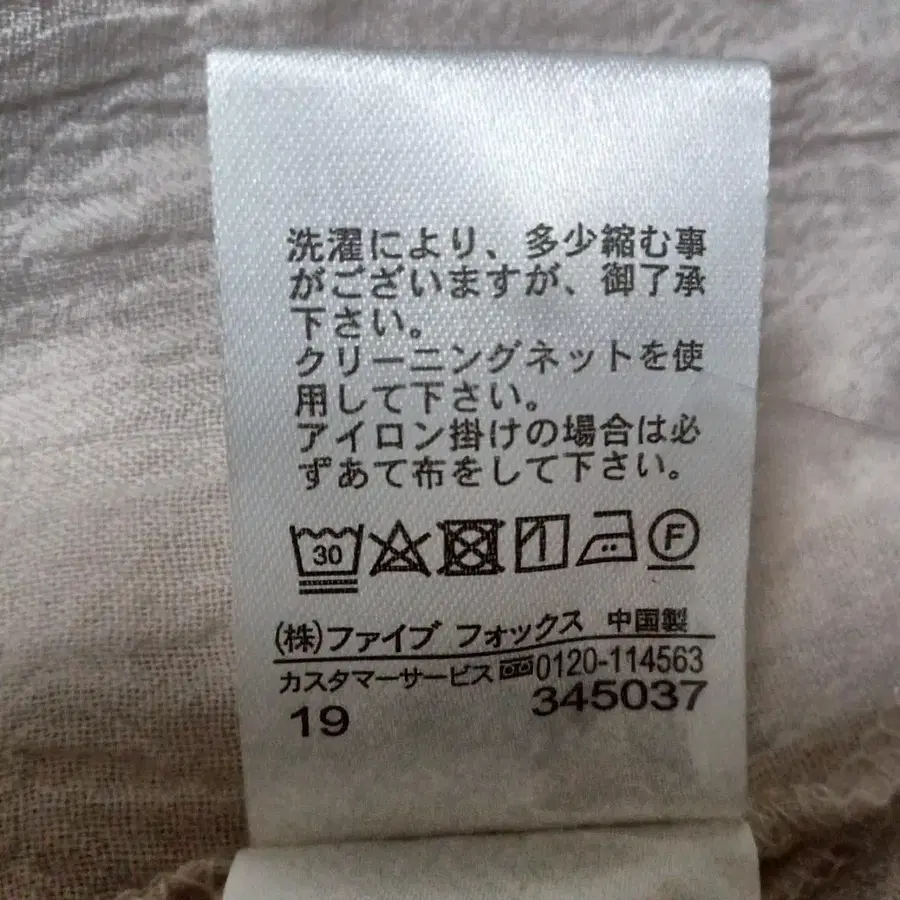 洗濯により、多少縮む事
がございますが、御了承
下さい。
クリーニングネットを使
用して下さい。
アイロン掛けの場合は必
ずあて布をして下さい。
30 F
(株)ファイブ フォックス 中国製
カスタマーサービス 0120-114563
19 345037